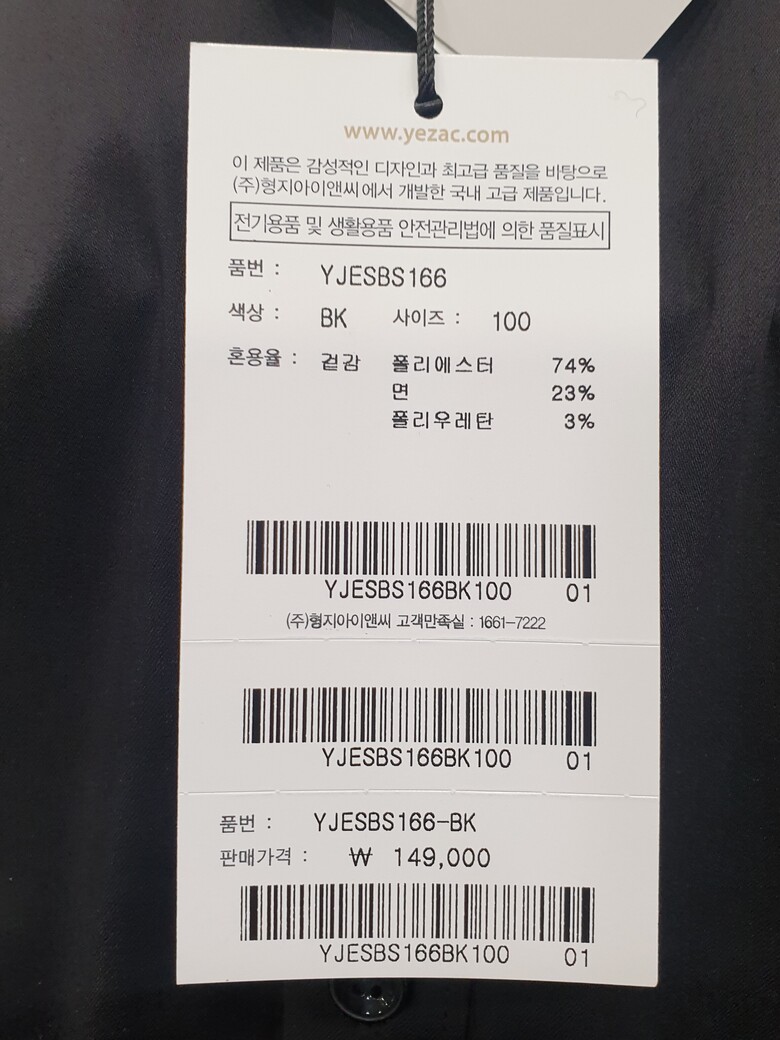 www.yezac.com
이 제품은 감성적인 디자인과 최고급 품질을 바탕으로
(주)형지아이앤씨에서 개발한 국내 고급 제품입니다.
전기용품 및 생활용품 안전관리법에 의한 품질표시
품번 : YJESBS166
색상 : BK 사이즈 : 100
혼용율 : 겉감 폴리에스터 74%
면 23%
폴리우레탄 3%
YJESBS166BK100 01
(주)형지아이앤씨 고객만족실 : 1661-7222
YJESBS166BK100 01
품번 : YJESBS166-BK
판매가격 : ₩ 149,000
YJESBS166BK100 01